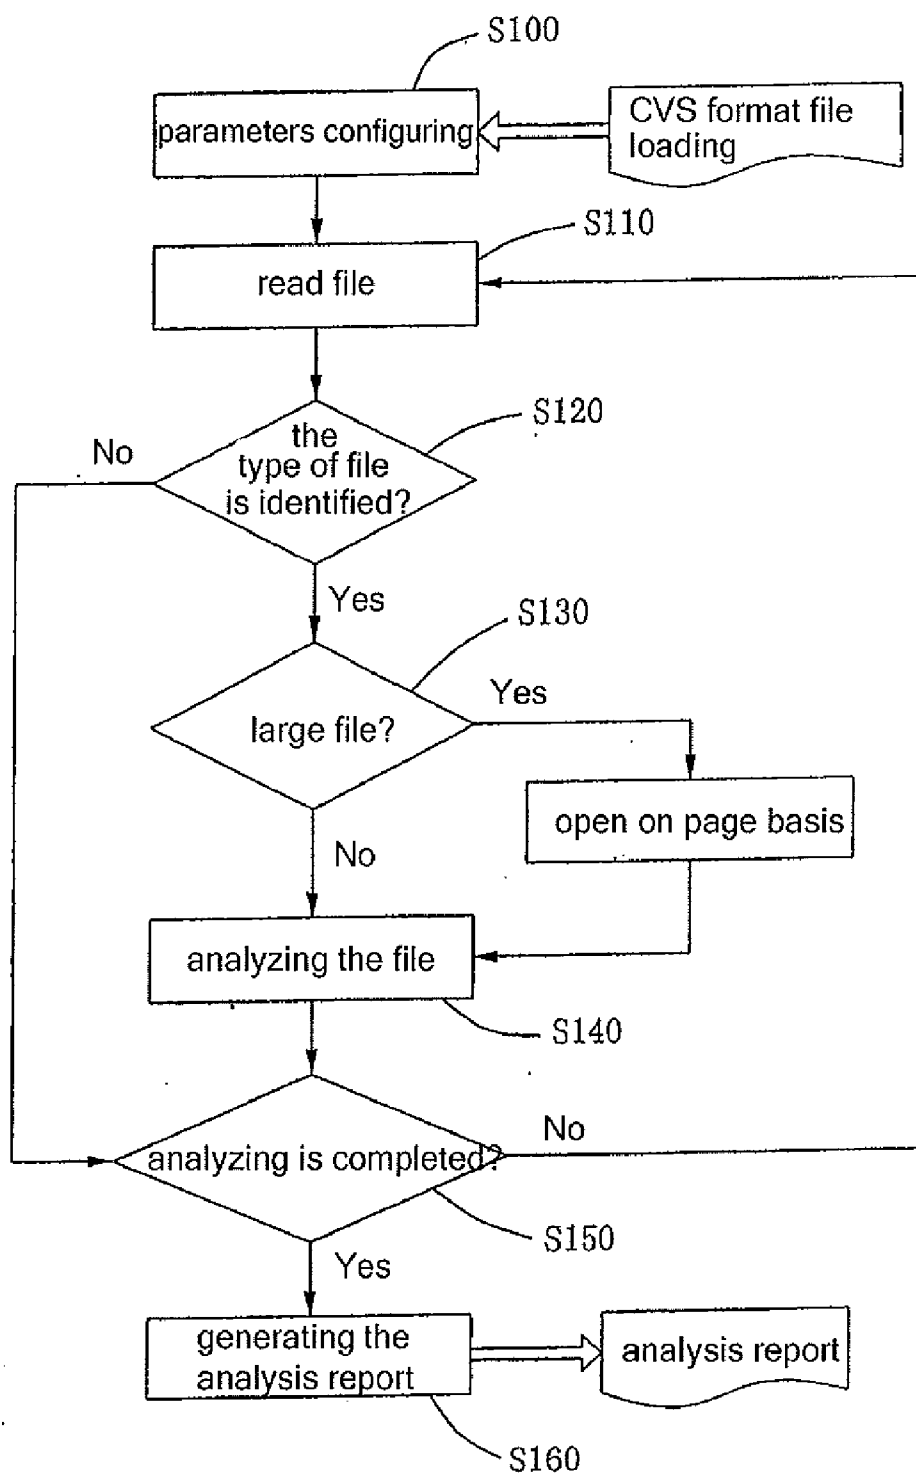 S100
parameters configuring
CVS format file
loading
S110
read file
S120
No
the
type of file
is identified?
Yes
S130
Yes
large file?
open on page basis
No
analyzing the file
S140
No
analyzing is completed?
S150
Yes
generating the
analysis report
analysis report
S160